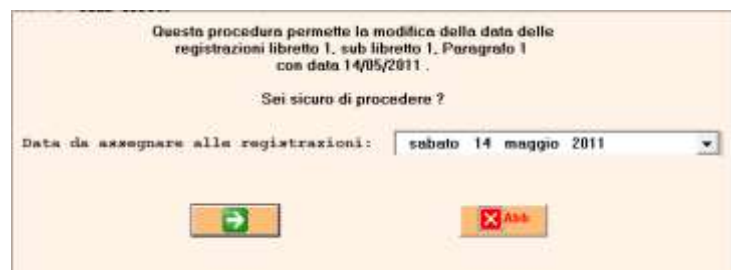 Questa procedura permette la modifica della data delle
registrazioni libretto 1, sub libretto 1, Paragrafo 1
con data 14/05/2011 .
Sei sicuro di procedere ?
Data da assegnare alle registrazioni: sabato 14 maggio 2011